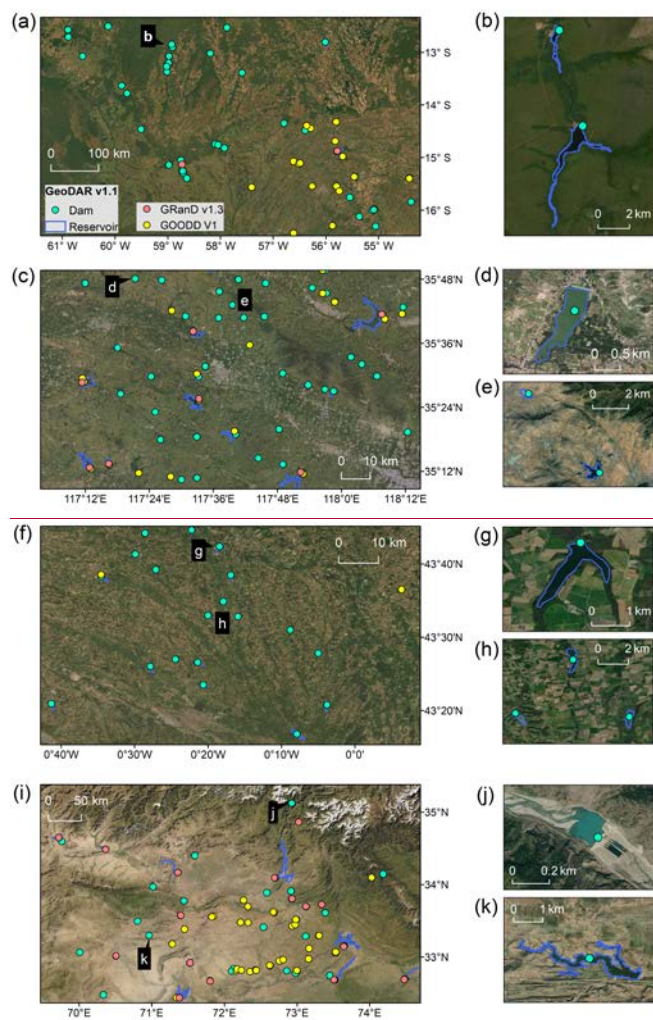 (a)
b
13° S
14° S
15° S
16° S
0 100 km
GeoDAR v1.1
Dam
Reservoir
GRanD v1.3
GOODD V1
61°W 60°W 59°W 58°W 57°W 56°W 55°W
(b)
0 2 km
(c)
d
e
35°48'N
35°36'N
35°24'N
35°12'N
0 10 km
117°12'E 117°24'E 117°36'E 117°48'E 118°0'E 118°12'E
(d)
0 0.5 km
(e)
0 2 km
(f)
g
h
0 10 km
43°40'N
43°30'N
43°20'N
0°40'W 0°30'W 0°20'W 0°10'W 0°0'
(g)
0 1 km
(h)
0 2 km
(i)
0 50 km
j
k
35°N
34°N
33°N
70°E 71°E 72°E 73°E 74°E
(j)
0 0.2 km
(k)
0 1 km